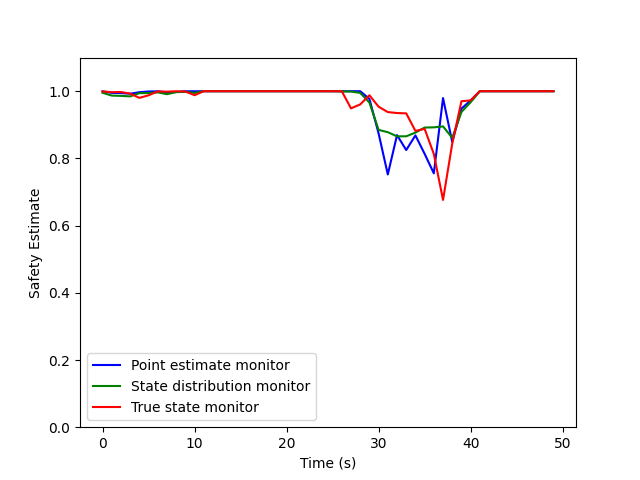 1.0
0.8
0.6
0.4
0.2
0.0
Safety Estimate
Point estimate monitor
State distribution monitor
True state monitor
0 10 20 30 40 50
Time (s)